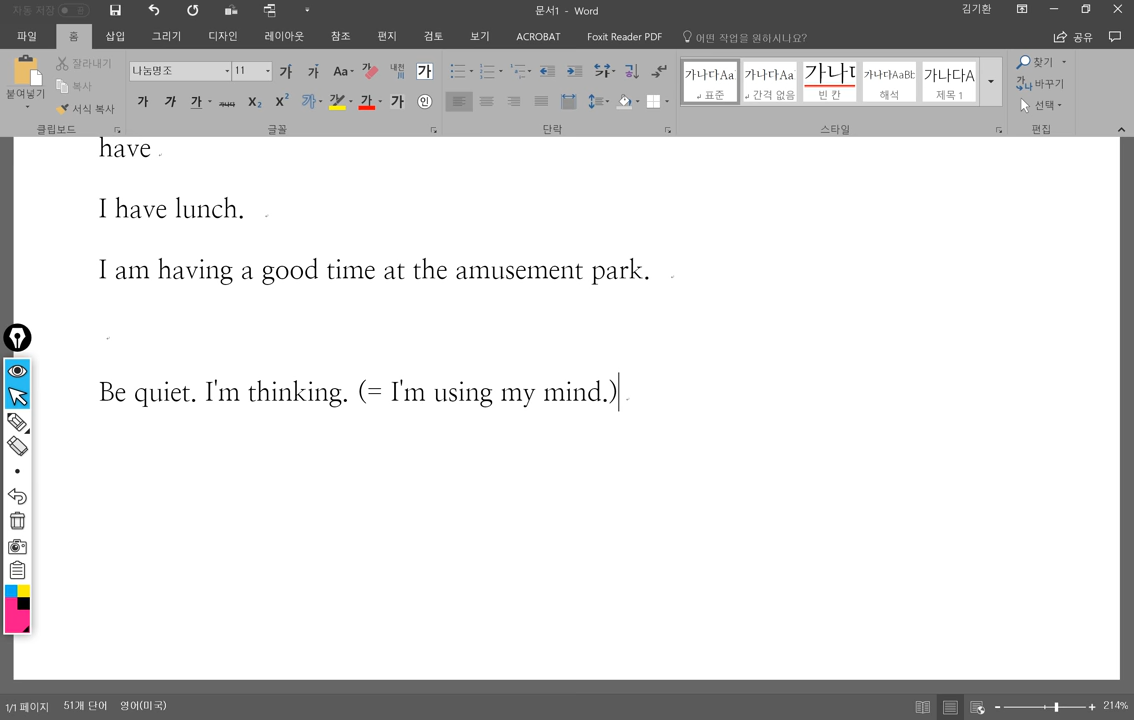 자동 저장
문서1 - Word
김기환
파일 홈 삽입 그리기 디자인 레이아웃 참조 편지 검토 보기 ACROBAT Foxit Reader PDF 어떤 작업을 원하시나요? 공유
붙여넣기
잘라내기
복사
서식 복사
클립보드
나눔명조 11 가 가 Aa 가
가 가 가 abc X₂ X² 가 가 가 가 인
글꼴
단락
가나다Aa 가나다Aa 가나다 가나다AaBb 가나다A
표준 간격 없음 빈 칸 해석 제목 1
스타일
찾기
바꾸기
선택
편집
have
I have lunch.
I am having a good time at the amusement park.
Be quiet. I'm thinking. (= I'm using my mind.)
1/1 페이지 51개 단어 영어(미국) 214%